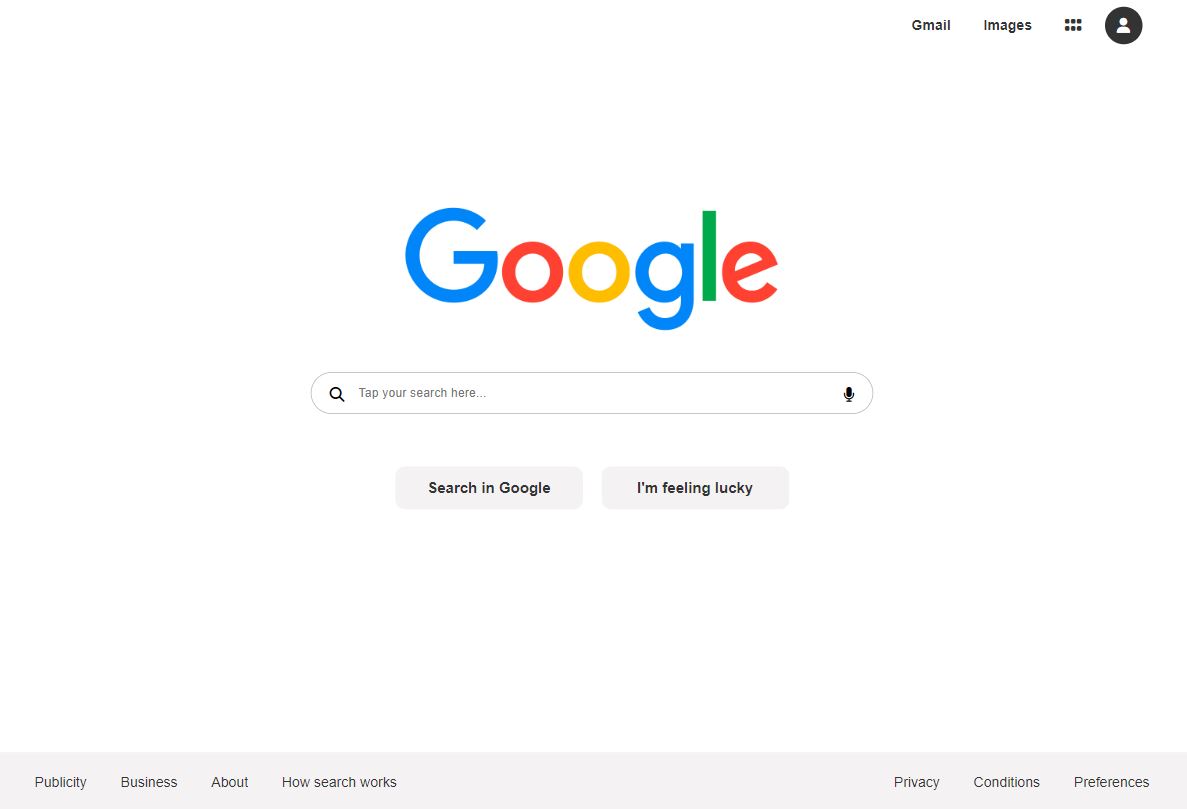 Gmail Images
Google
Tap your search here...
Search in Google I'm feeling lucky
Publicity Business About How search works Privacy Conditions Preferences